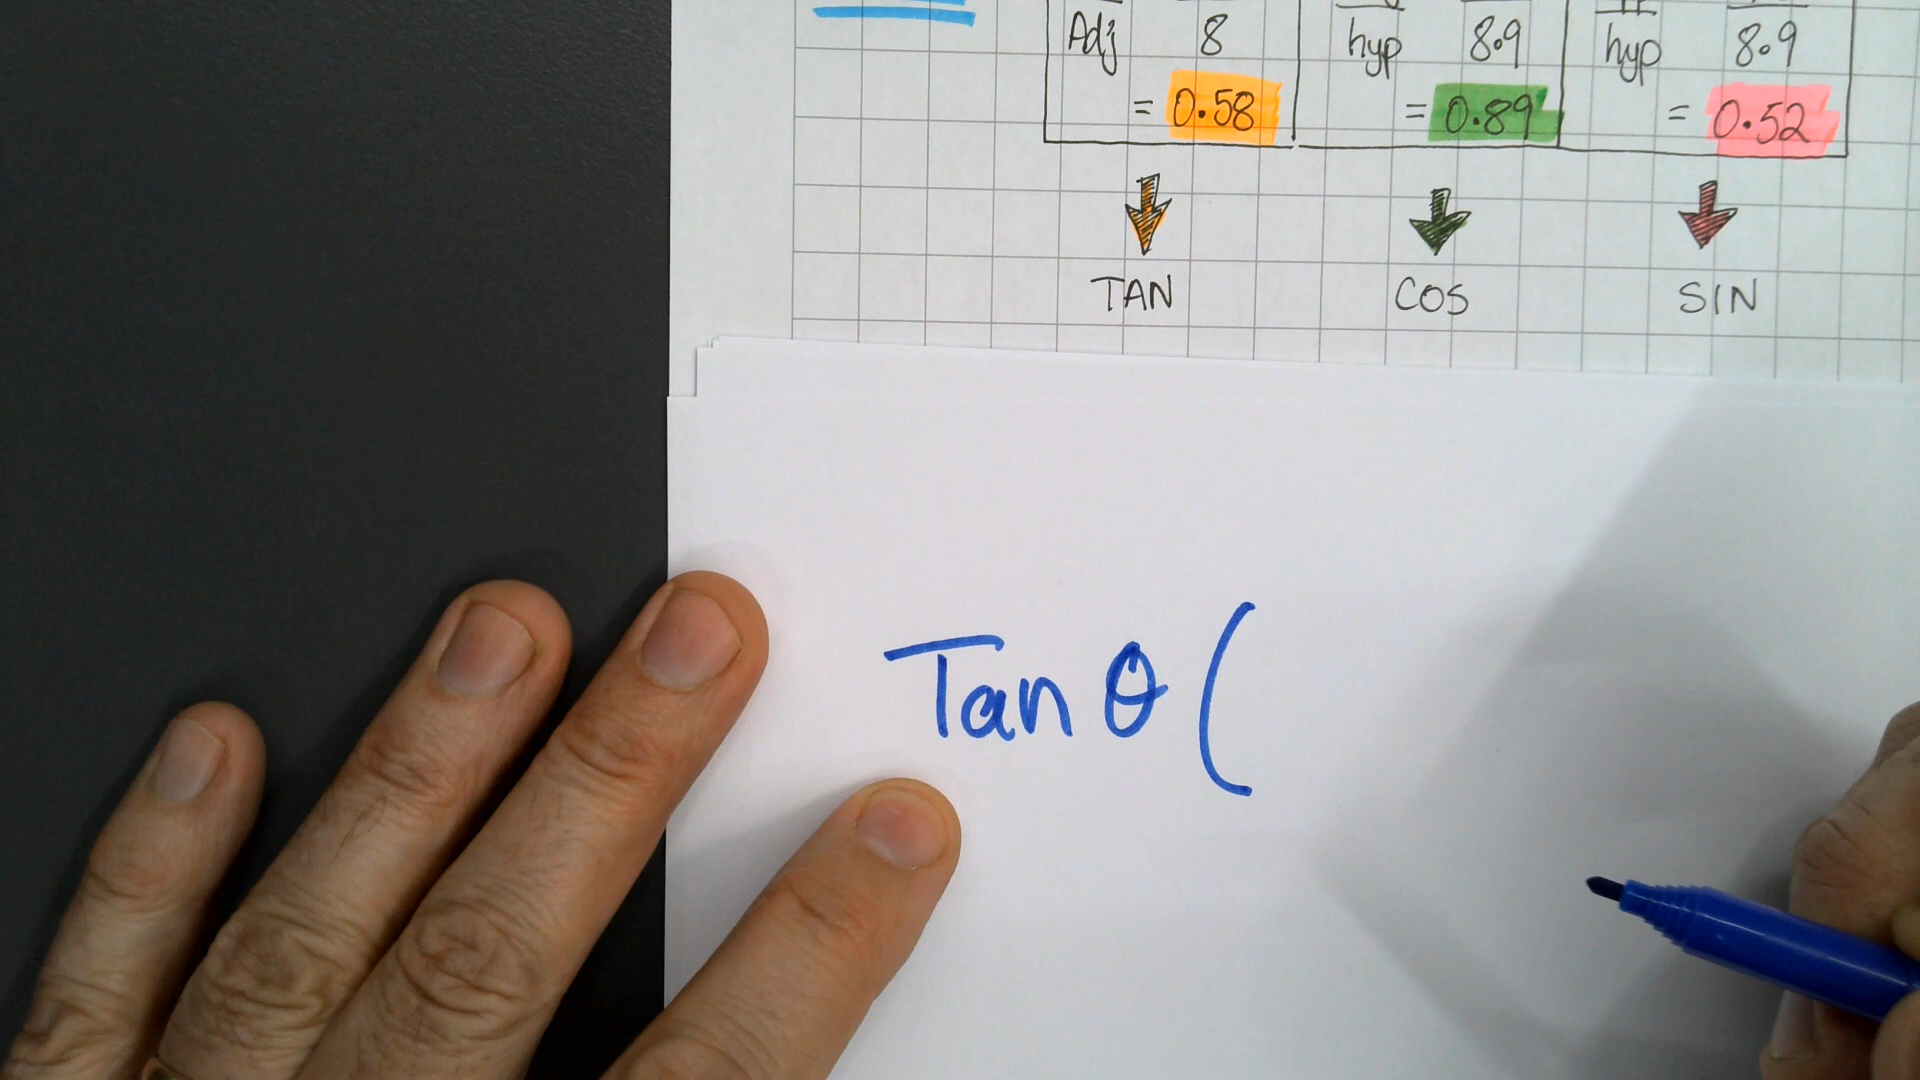 Adj 8 hyp 8.9 hyp 8.9
= 0.58 = 0.89 = 0.52
TAN COS SIN
Tan θ (